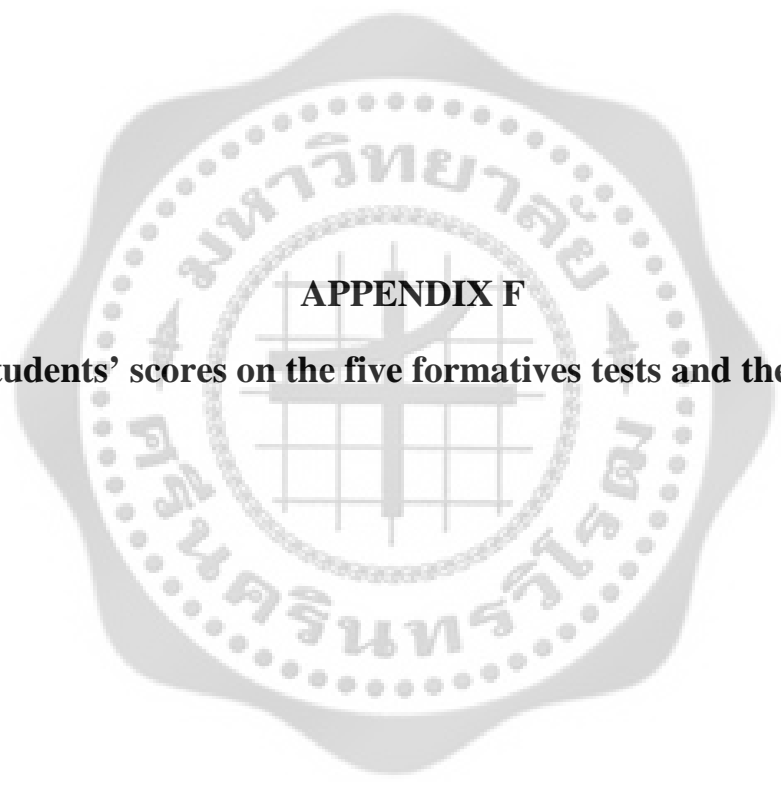 มหาวิทยาลัย
APPENDIX F
tudents’ scores on the five formatives tests and the
ศรีนครินทรวิโรฒ